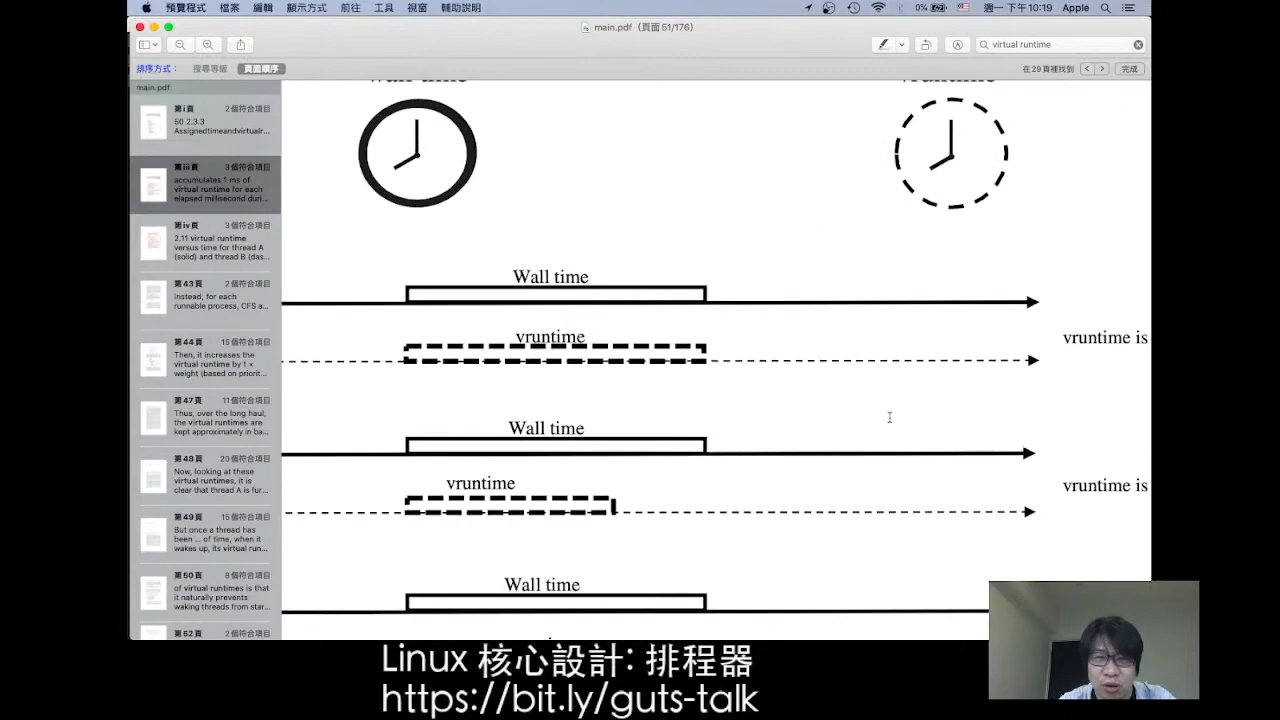 預覽程式 檔案 編輯 顯示方式 前往 工具 視窗 輔助說明 0% 週一 下午10:19 Apple
main.pdf（頁面 51/176）
virtual runtime
排序方式： 搜尋等級 頁面順序 在29頁裡找到 完成
main.pdf
第 i 頁 2 個符合項目
50 2.3.3
Assignedtimeandvirtualr...
第 iii 頁 3 個符合項目
accumulates 1 ms of
virtual runtime for each
elapsed millisecond duri...
第 iv 頁 3 個符合項目
2.11 virtual runtime
versus time for thread A
(solid) and thread B (das...
第 43 頁 2 個符合項目
Instead, for each
runnable process, CFS a...
第 44 頁 15 個符合項目
Then, it increases the
virtual runtime by t ×
weight (based on priorit...
第 47 頁 11 個符合項目
Thus, over the long haul,
the virtual runtimes are
kept approximately in ba...
第 48 頁 20 個符合項目
Now, looking at these
virtual runtimes, it is
clear that thread A is fur...
第 49 頁 15 個符合項目
But once a thread has
been ... of time, when it
wakes up, its virtual run...
第 50 頁 8 個符合項目
of virtual runtimes is that
it naturally prevents
waking threads from star...
第 52 頁 2 個符合項目
Wall time
vruntime
vruntime is
Wall time
vruntime
vruntime is
Wall time
Linux 核心設計: 排程器
https://bit.ly/guts-talk